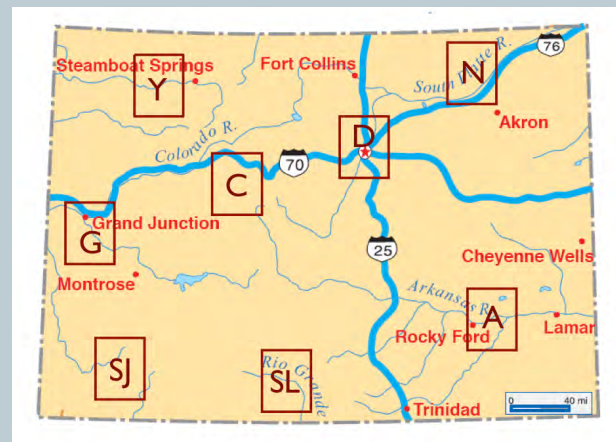 76
Steamboat Springs
Fort Collins
South Platte R.
N
Y
Akron
D
Colorado R.
70
C
Grand Junction
G
25
Cheyenne Wells
Montrose
Arkansas R.
A
Rocky Ford
Lamar
SJ
SL
Rio Grande
Trinidad
0 40 mi